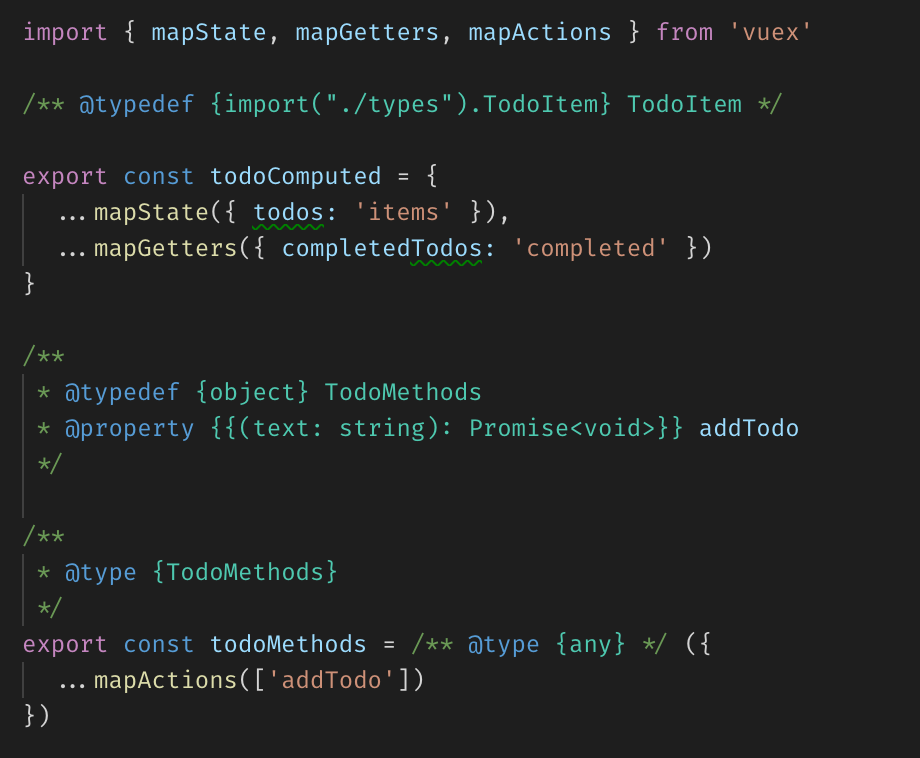 import { mapState, mapGetters, mapActions } from 'vuex'
/** @typedef {import("./types").TodoItem} TodoItem */
export const todoComputed = {
...mapState({ todos: 'items' }),
...mapGetters({ completedTodos: 'completed' })
}
/**
* @typedef {object} TodoMethods
* @property {{(text: string): Promise<void>}} addTodo
*/
/**
* @type {TodoMethods}
*/
export const todoMethods = /** @type {any} */ ({
...mapActions(['addTodo'])
})